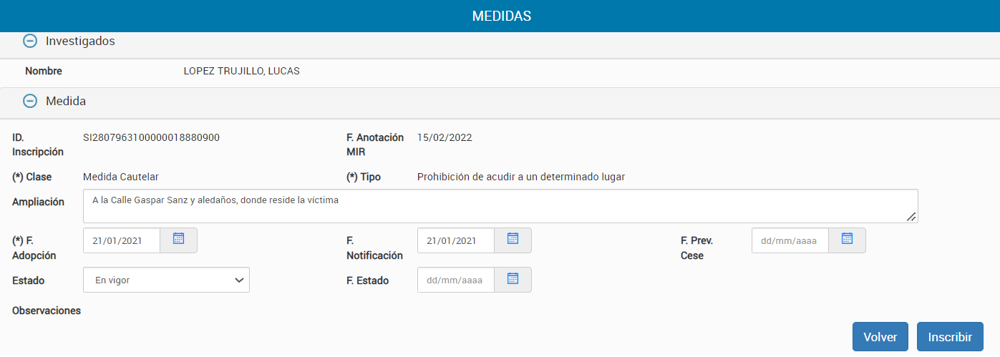 MEDIDAS
Investigados
Nombre LOPEZ TRUJILLO, LUCAS
Medida
ID. Inscripción SI2807963100000018880900 F. Anotación MIR 15/02/2022
(*) Clase Medida Cautelar (*) Tipo Prohibición de acudir a un determinado lugar
Ampliación A la Calle Gaspar Sanz y aledaños, donde reside la víctima
(*) F. Adopción 21/01/2021 F. Notificación 21/01/2021 F. Prev. Cese dd/mm/aaaa
Estado En vigor F. Estado dd/mm/aaaa
Observaciones
Volver Inscribir